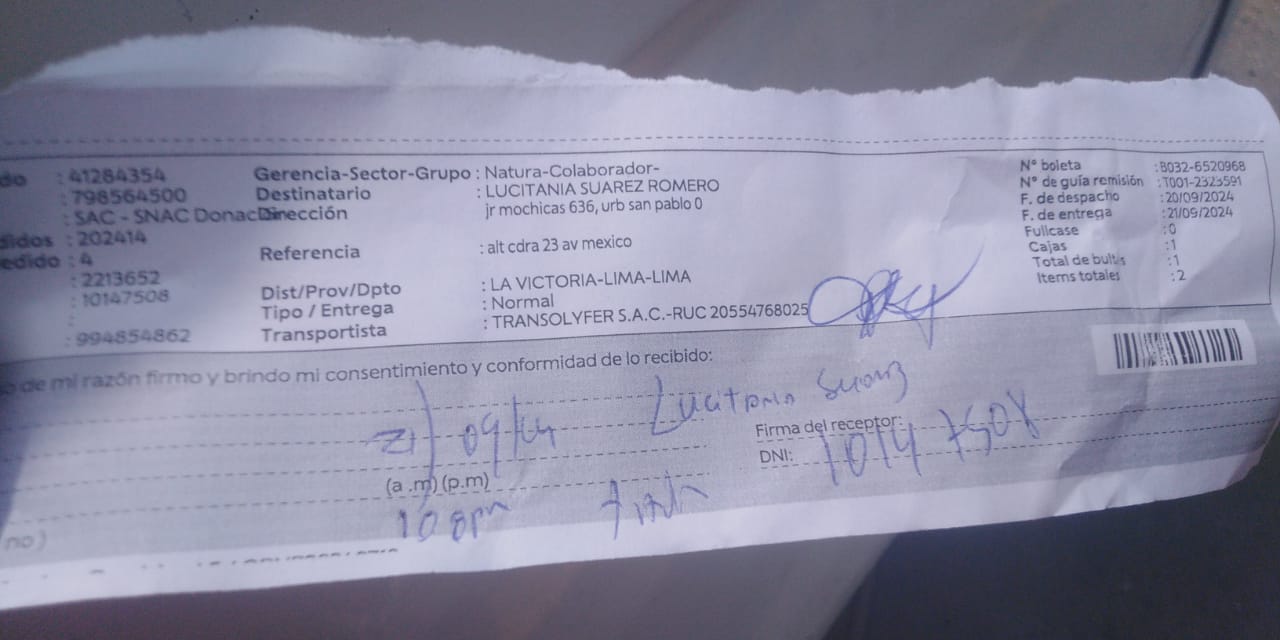 do : 41284354
: 798564500
: SAC - SNAC Donac
didos : 202414
edido : 4
: 2213652
: 10147508
:
: 994854862
Gerencia-Sector-Grupo : Natura-Colaborador-
Destinatario : LUCITANIA SUAREZ ROMERO
Dirección jr mochicas 636, urb san pablo 0
Referencia : alt cdra 23 av mexico
Dist/Prov/Dpto : LA VICTORIA-LIMA-LIMA
Tipo / Entrega : Normal
Transportista : TRANSOLYFER S.A.C.-RUC 20554768025
N° boleta : B032-6520968
N° de guía remisión : T001-2323591
F. de despacho : 20/09/2024
F. de entrega : 21/09/2024
Fullcase : 0
Cajas : 1
Total de bultos : 1
Items totales : 2
o de mi razón firmo y brindo mi consentimiento y conformidad de lo recibido:
21/09/24 Lucitania Suarez
Firma del receptor:
DNI: 10147508
(a .m) (p.m)
no)